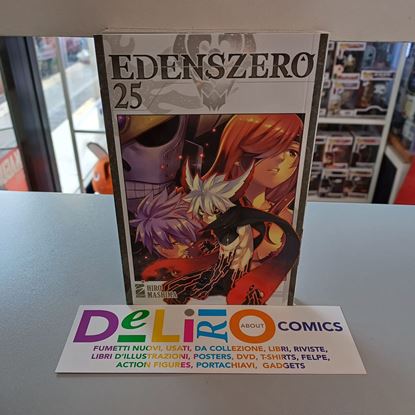 EDENSZERO
25
HIRO
MASHIMA
DeLiRiO
ABOUT
COMICS
FUMETTI NUOVI, USATI, DA COLLEZIONE, LIBRI, RIVISTE,
LIBRI D'ILLUSTRAZIONI, POSTERS, DVD, T-SHIRTS, FELPE,
ACTION FIGURES, PORTACHIAVI, GADGETS